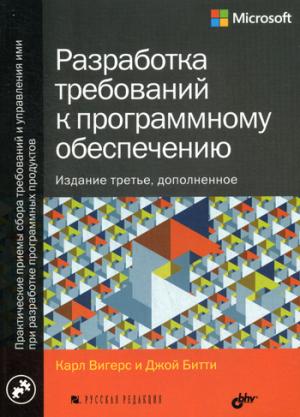 Microsoft
Разработка
требований
к программному
обеспечению
Издание третье, дополненное
Практические приемы сбора требований и управления ими
при разработке программных продуктов
Карл Вигерс и Джой Битти
РУССКАЯ РЕДАКЦИЯ
bhv®